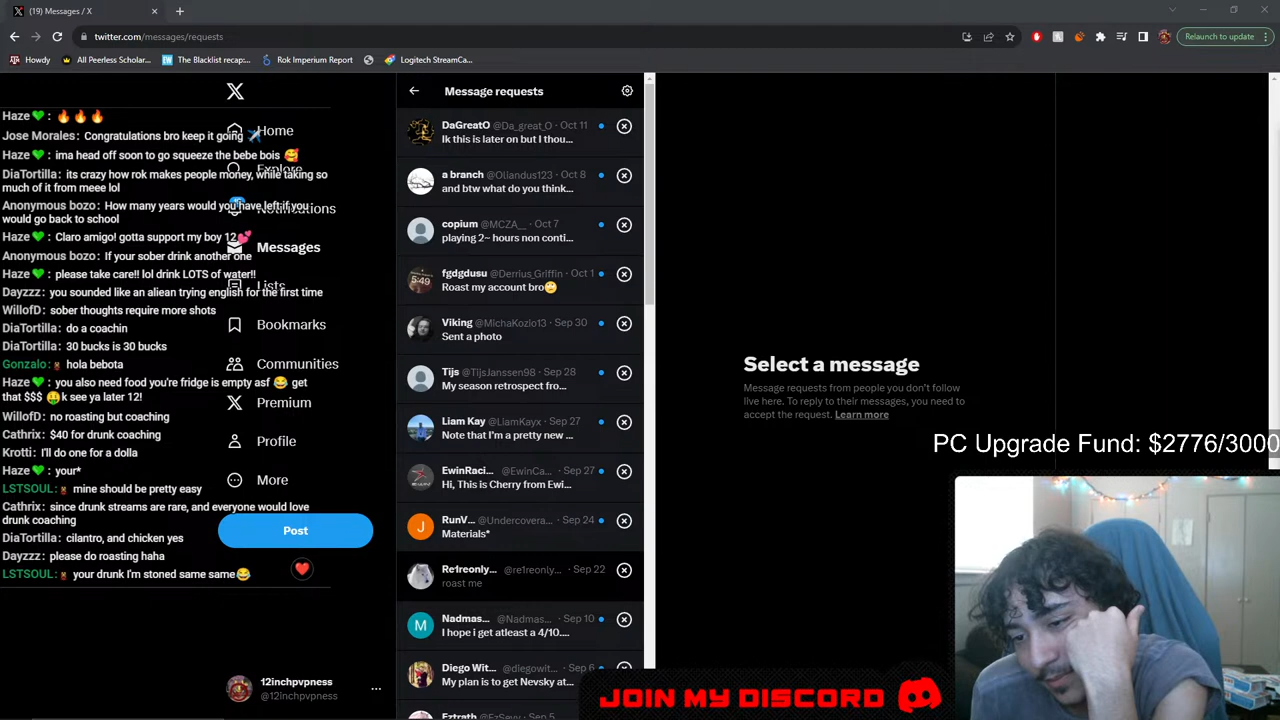 (19) Messages / X
twitter.com/messages/requests
Relaunch to update
Howdy
All Peerless Scholar...
The Blacklist recap:...
Rok Imperium Report
Logitech StreamCa...
Haze💚: 🔥🔥🔥
Jose Morales: Congratulations bro keep it going ✈️
Haze💚: ima head off soon to go squeeze the bebe bois 🥰
DiaTortilla: its crazy how rok makes people money, while taking so
much of it from meee lol
Anonymous bozo: How many years would you have left if you
would go back to school
Haze💚: Claro amigo! gotta support my boy 12💕
Anonymous bozo: If your sober drink another one
Haze💚: please take care!! lol drink LOTS of water!!
Dayzzz: you sounded like an aliean trying english for the first time
WillofD: sober thoughts require more shots
DiaTortilla: do a coachin
DiaTortilla: 30 bucks is 30 bucks
Gonzalo: hola bebota
Haze💚: you also need food you're fridge is empty asf 😂 get
that $$$ 🤑k see ya later 12!
WillofD: no roasting but coaching
Cathrix: $40 for drunk coaching
Krotti: I'll do one for a dolla
Haze💚: your*
LSTSOUL: mine should be pretty easy
Cathrix: since drunk streams are rare, and everyone would love
drunk coaching
DiaTortilla: cilantro, and chicken yes
Dayzzz: please do roasting haha
LSTSOUL: your drunk I'm stoned same same😂
Home
Explore
Notifications
Messages
Lists
Bookmarks
Communities
Premium
Profile
More
Post
12inchpvpness
@12inchpvpness
Message requests
DaGreatO @Da_great_O · Oct 11
Ik this is later on but I thou...
a branch @Oliandus123 · Oct 8
and btw what do you think...
copium @MCZA__ · Oct 7
playing 2~ hours non conti...
fgdgdusu @Derrius_Griffin · Oct 1
Roast my account bro🙄
5:49
Viking @MichaKozio13 · Sep 30
Sent a photo
Tijs @TijsJanssen98 · Sep 28
My season retrospect fro...
Liam Kay @LiamKayx · Sep 27
Note that I'm a pretty new ...
EwinRaci... @EwinCa... · Sep 27
Hi, This is Cherry from Ewi...
J
RunV... @Undercovera... · Sep 24
Materials*
Re1reonly... @re1reonly... · Sep 22
roast me
M
Nadmas... @Nadmas... · Sep 10
I hope i get atleast a 4/10....
Diego Wit... @diegowit... · Sep 6
My plan is to get Nevsky at...
Eztrath @EzSevy · Sep 5
Select a message
Message requests from people you don't follow
live here. To reply to their messages, you need to
accept the request. Learn more
PC Upgrade Fund: $2776/3000
JOIN MY DISCORD